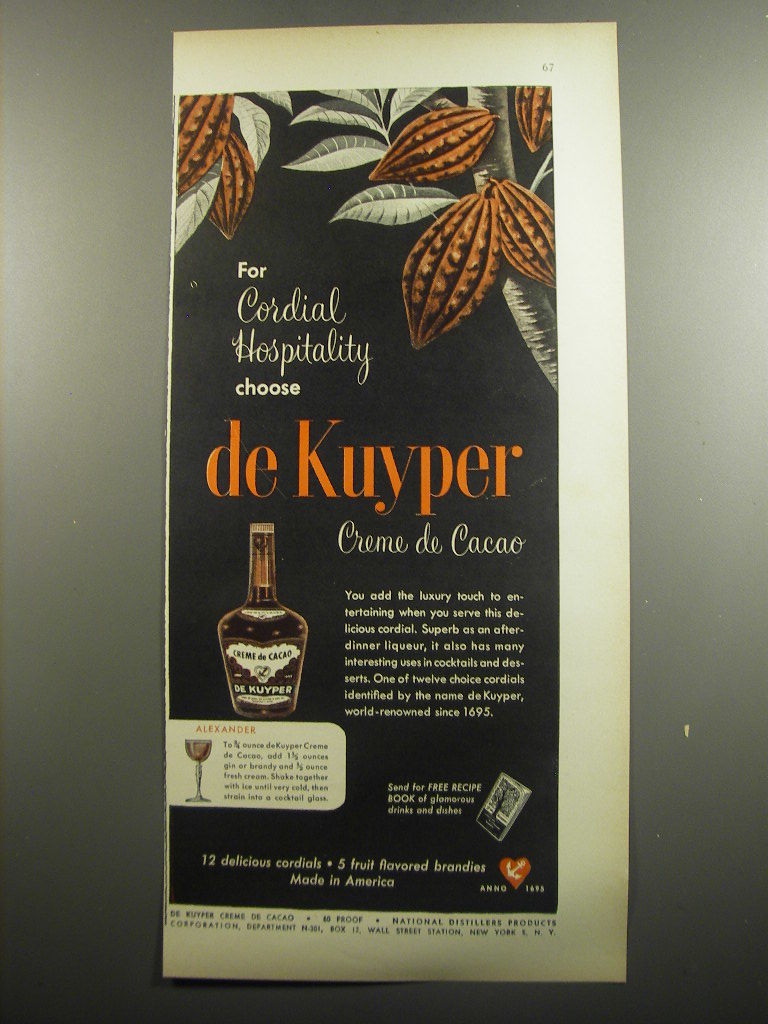 67
For
Cordial
Hospitality
choose
de Kuyper
Creme de Cacao
You add the luxury touch to en-
tertaining when you serve this de-
licious cordial. Superb as an after-
dinner liqueur, it also has many
interesting uses in cocktails and des-
serts. One of twelve choice cordials
identified by the name de Kuyper,
world-renowned since 1695.
CREME de CACAO
DE KUYPER
ALEXANDER
To ¾ ounce deKuyper Creme
de Cacao, add 1½ ounces
gin or brandy and ½ ounce
fresh cream. Shake together
with ice until very cold, then
strain into a cocktail glass.
Send for FREE RECIPE
BOOK of glamorous
drinks and dishes
12 delicious cordials • 5 fruit flavored brandies
Made in America
ANNO 1695
DE KUYPER CREME DE CACAO • 60 PROOF • NATIONAL DISTILLERS PRODUCTS
CORPORATION, DEPARTMENT N-301, BOX 12, WALL STREET STATION, NEW YORK 5, N. Y.